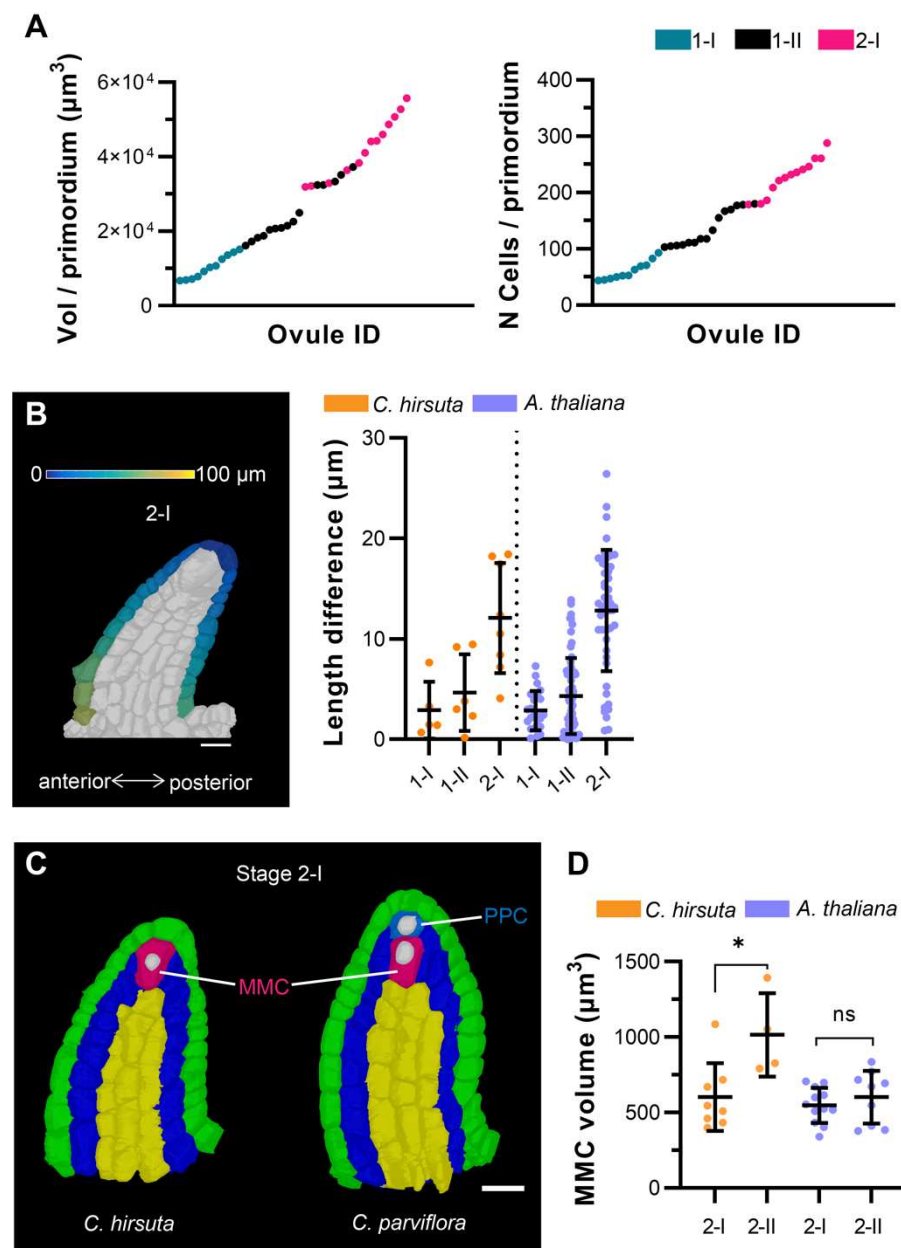 A
1-I 1-II 2-I
Vol / primordium (µm³)
6×10⁴
4×10⁴
2×10⁴
0
Ovule ID
N Cells / primordium
400
300
200
100
0
Ovule ID
B
0 100 µm
2-I
anterior posterior
C. hirsuta A. thaliana
Length difference (µm)
30
20
10
0
1-I 1-II 2-I 1-I 1-II 2-I
C
Stage 2-I
PPC
MMC
C. hirsuta C. parviflora
D
C. hirsuta A. thaliana
MMC volume (µm³)
1500
1000
500
0
*
ns
2-I 2-II 2-I 2-II